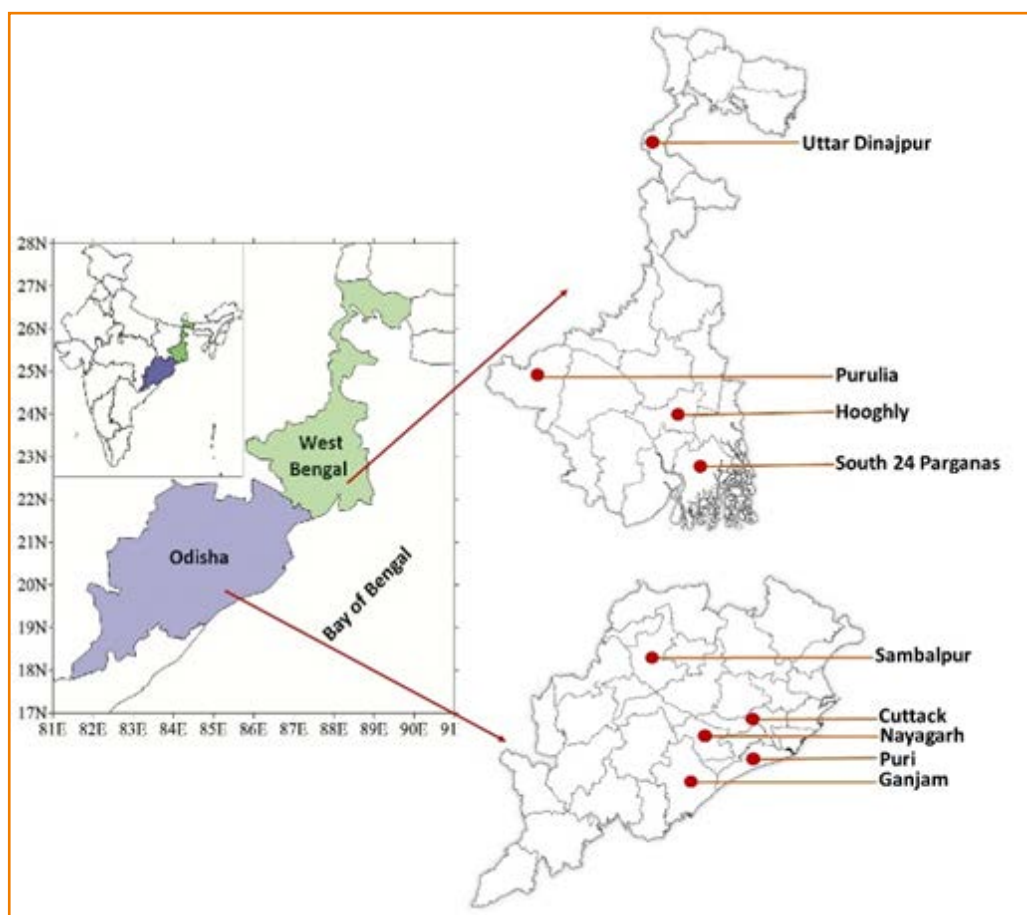 Uttar Dinajpur
28N
27N
26N
25N
24N
23N
22N
21N
20N
19N
18N
17N
81E 82E 83E 84E 85E 86E 87E 88E 89E 90E 91
West
Bengal
Odisha
Bay of Bengal
Purulia
Hooghly
South 24 Parganas
Sambalpur
Cuttack
Nayagarh
Puri
Ganjam